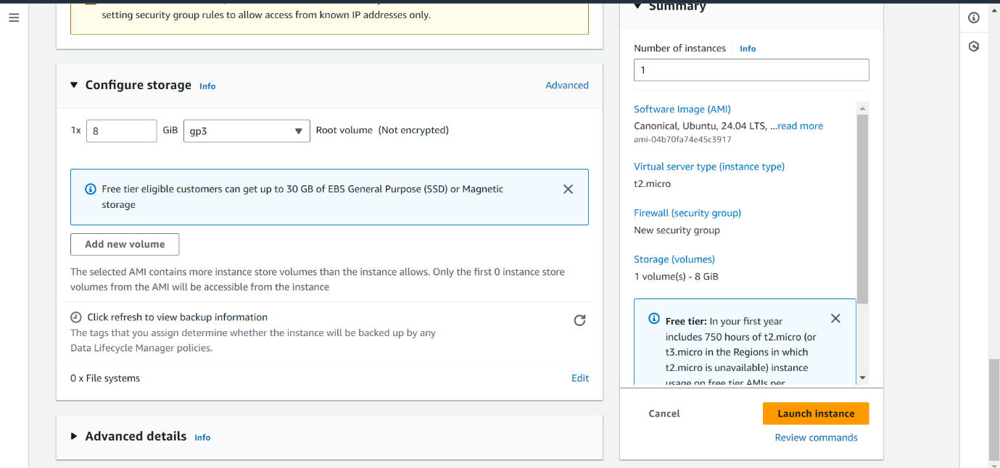 setting security group rules to allow access from known IP addresses only.
Configure storage Info
Advanced
1x 8 GiB gp3 Root volume (Not encrypted)
Free tier eligible customers can get up to 30 GB of EBS General Purpose (SSD) or Magnetic
storage
Add new volume
The selected AMI contains more instance store volumes than the instance allows. Only the first 0 instance store
volumes from the AMI will be accessible from the instance
Click refresh to view backup information
The tags that you assign determine whether the instance will be backed up by any
Data Lifecycle Manager policies.
0 x File systems
Edit
Advanced details Info
Summary
Number of instances Info
1
Software Image (AMI)
Canonical, Ubuntu, 24.04 LTS, ...read more
ami-04b70fa74e45c3917
Virtual server type (instance type)
t2.micro
Firewall (security group)
New security group
Storage (volumes)
1 volume(s) - 8 GiB
Free tier: In your first year
includes 750 hours of t2.micro (or
t3.micro in the Regions in which
t2.micro is unavailable) instance
usage on free tier AMIs per
Cancel
Launch instance
Review commands